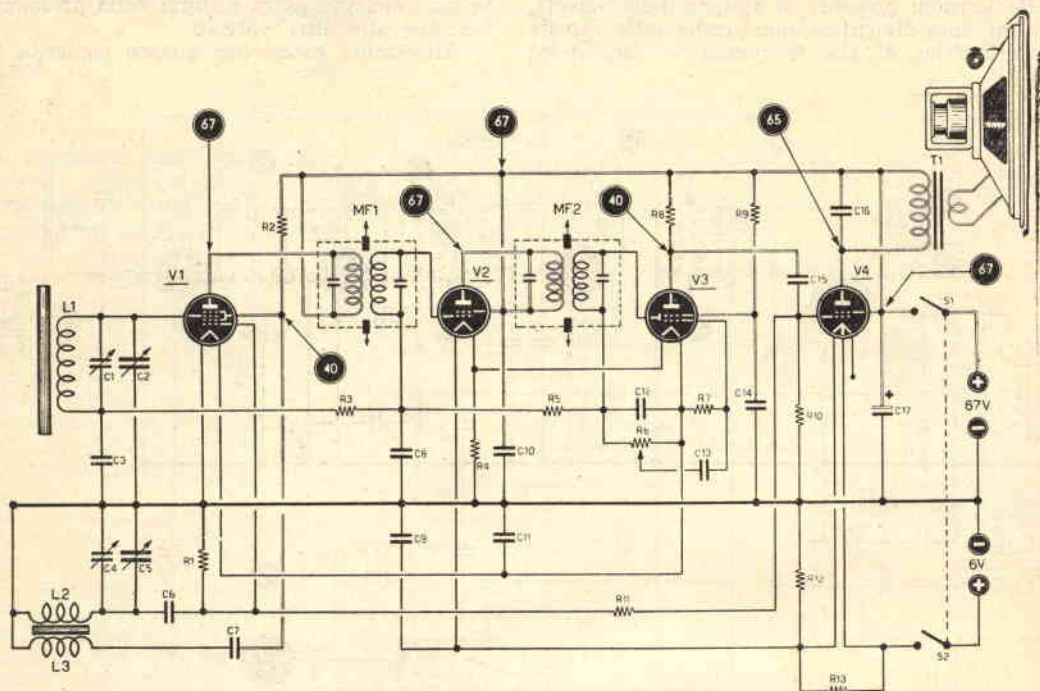 67
67
65
T1
67
40
MF1
MF2
R2
R8
R9
C16
V1
V2
V3
C15
V4
67
S1
L1
C1
C2
40
R3
R5
C12
R7
C14
R10
C17
+
67V
R6
C13
C3
C8
R4
C10
C4
C5
R1
C9
C11
6V
R12
L2
C6
R11
L3
C7
S2
R13